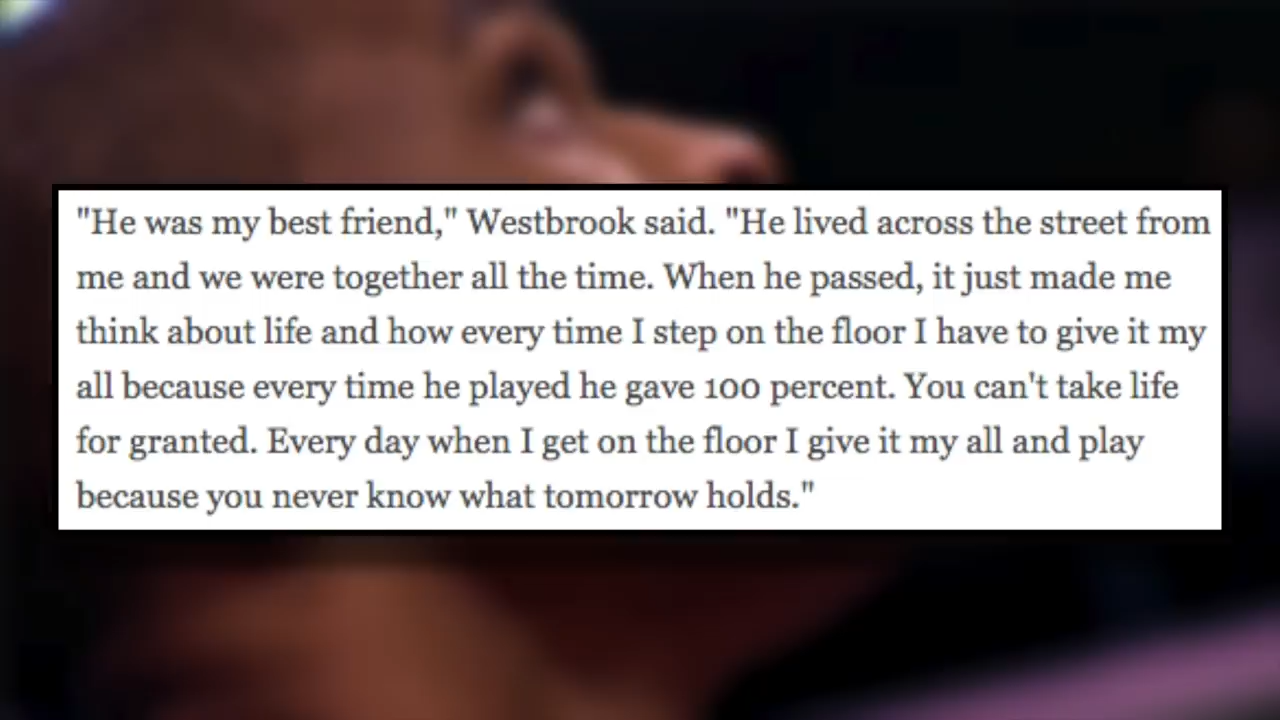 "He was my best friend," Westbrook said. "He lived across the street from
me and we were together all the time. When he passed, it just made me
think about life and how every time I step on the floor I have to give it my
all because every time he played he gave 100 percent. You can't take life
for granted. Every day when I get on the floor I give it my all and play
because you never know what tomorrow holds."